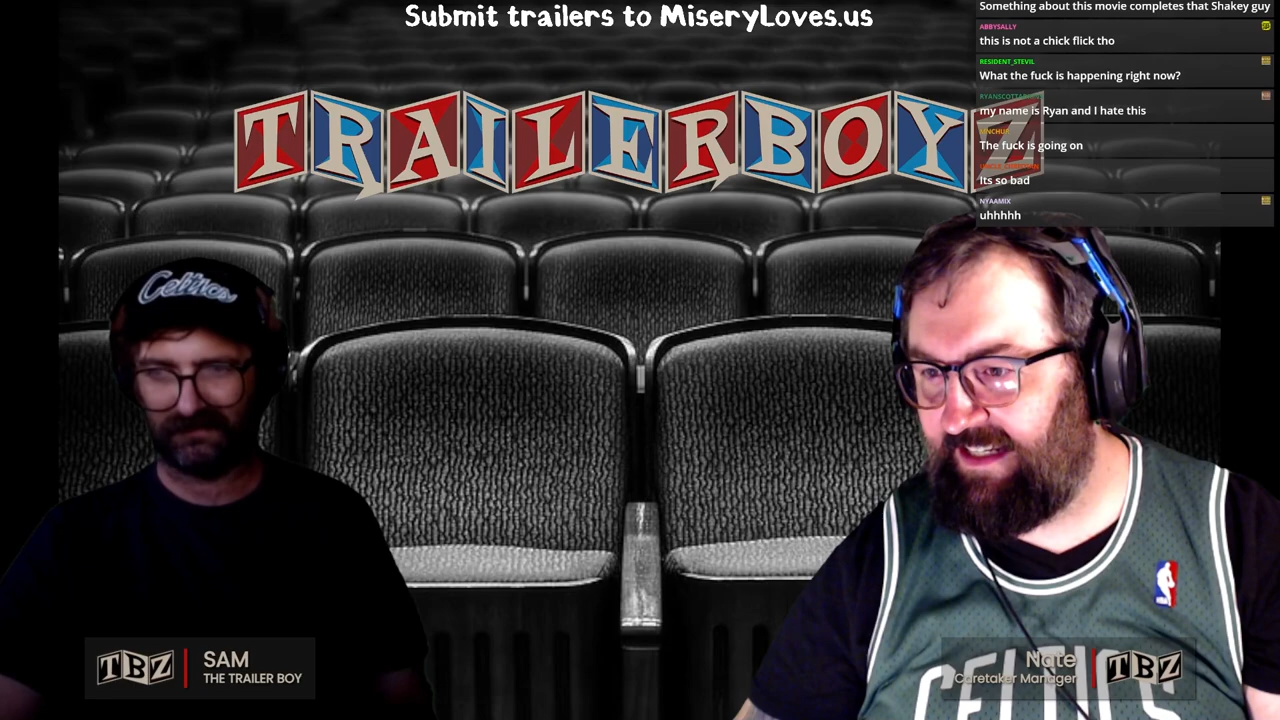 Submit trailers to MiseryLoves.us
Something about this movie completes that Shakey guy
ABBYSALLY
this is not a chick flick tho
RESIDENT_STEVIL
What the fuck is happening right now?
my name is Ryan and I hate this
The fuck is going on
Its so bad
NYAAMIX
uhhhhh
TRAILERBOYZ
Celtics
TBZ
SAM
THE TRAILER BOY
Nate
Caretaker Manager
TBZ
CELTICS